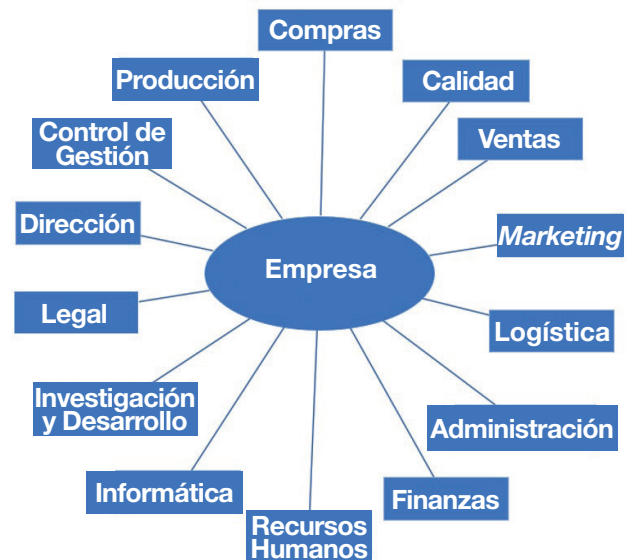 Compras
Producción
Calidad
Control de
Gestión
Ventas
Dirección
Marketing
Empresa
Legal
Logística
Investigación
y Desarrollo
Administración
Informática
Finanzas
Recursos
Humanos